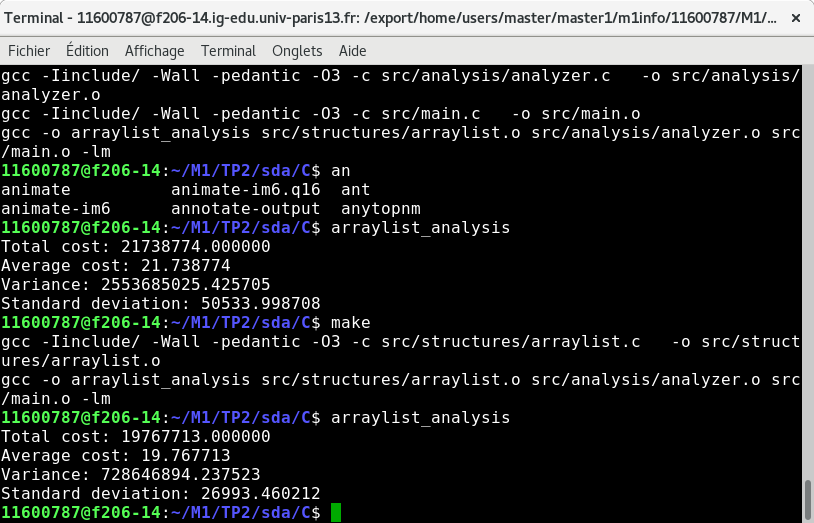 Terminal - 11600787@f206-14.ig-edu.univ-paris13.fr: /export/home/users/master/master1/m1info/11600787/M1/... ×
Fichier Édition Affichage Terminal Onglets Aide
gcc -Iinclude/ -Wall -pedantic -O3 -c src/analysis/analyzer.c   -o src/analysis/
analyzer.o
gcc -Iinclude/ -Wall -pedantic -O3 -c src/main.c   -o src/main.o
gcc -o arraylist_analysis src/structures/arraylist.o src/analysis/analyzer.o src
/main.o -lm
11600787@f206-14:~/M1/TP2/sda/C$ an
animate          animate-im6.q16  ant
animate-im6      annotate-output  anytopnm
11600787@f206-14:~/M1/TP2/sda/C$ arraylist_analysis
Total cost: 21738774.000000
Average cost: 21.738774
Variance: 2553685025.425705
Standard deviation: 50533.998708
11600787@f206-14:~/M1/TP2/sda/C$ make
gcc -Iinclude/ -Wall -pedantic -O3 -c src/structures/arraylist.c   -o src/struct
ures/arraylist.o
gcc -o arraylist_analysis src/structures/arraylist.o src/analysis/analyzer.o src
/main.o -lm
11600787@f206-14:~/M1/TP2/sda/C$ arraylist_analysis
Total cost: 19767713.000000
Average cost: 19.767713
Variance: 728646894.237523
Standard deviation: 26993.460212
11600787@f206-14:~/M1/TP2/sda/C$